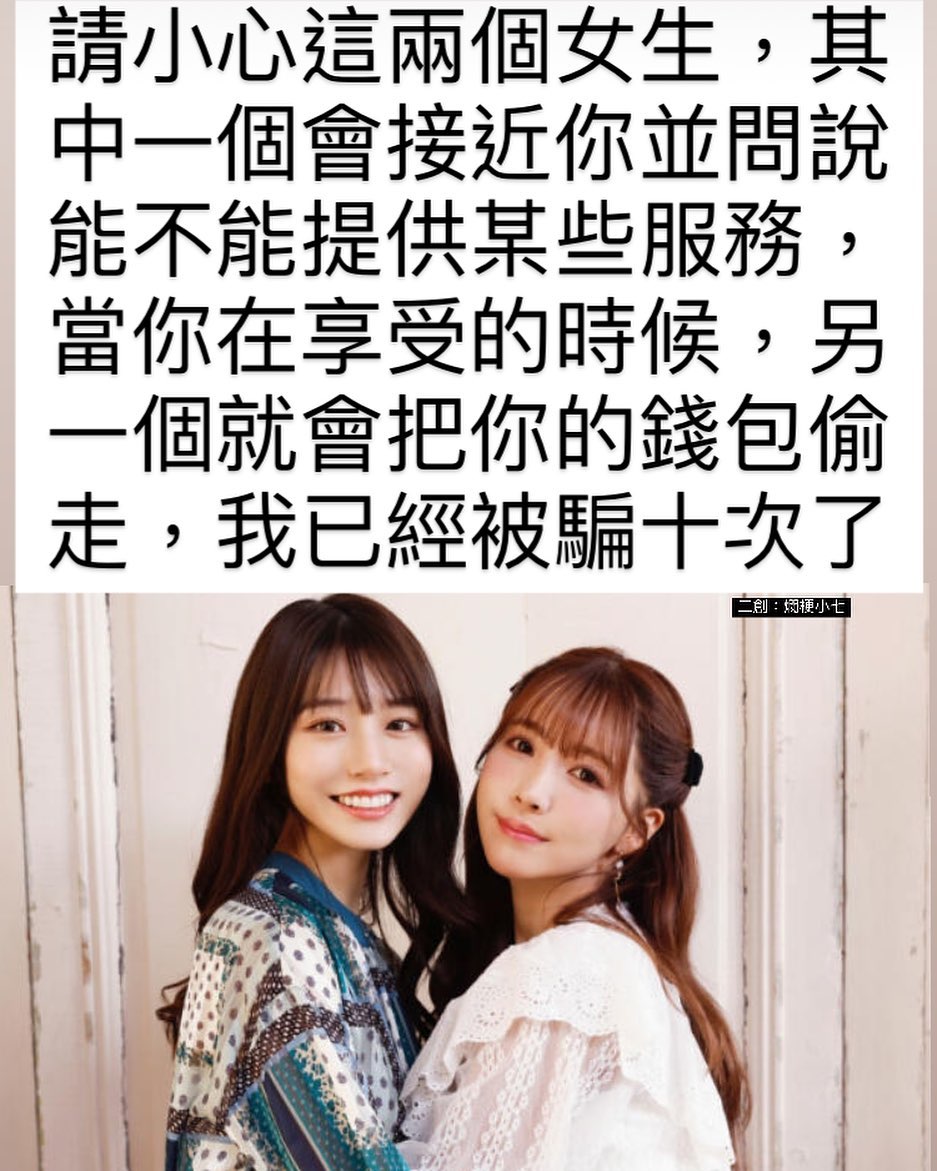 請小心這兩個女生，其
中一個會接近你並問說
能不能提供某些服務，
當你在享受的時候，另
一個就會把你的錢包偷
走，我已經被騙十次了
二創：烱梗小七